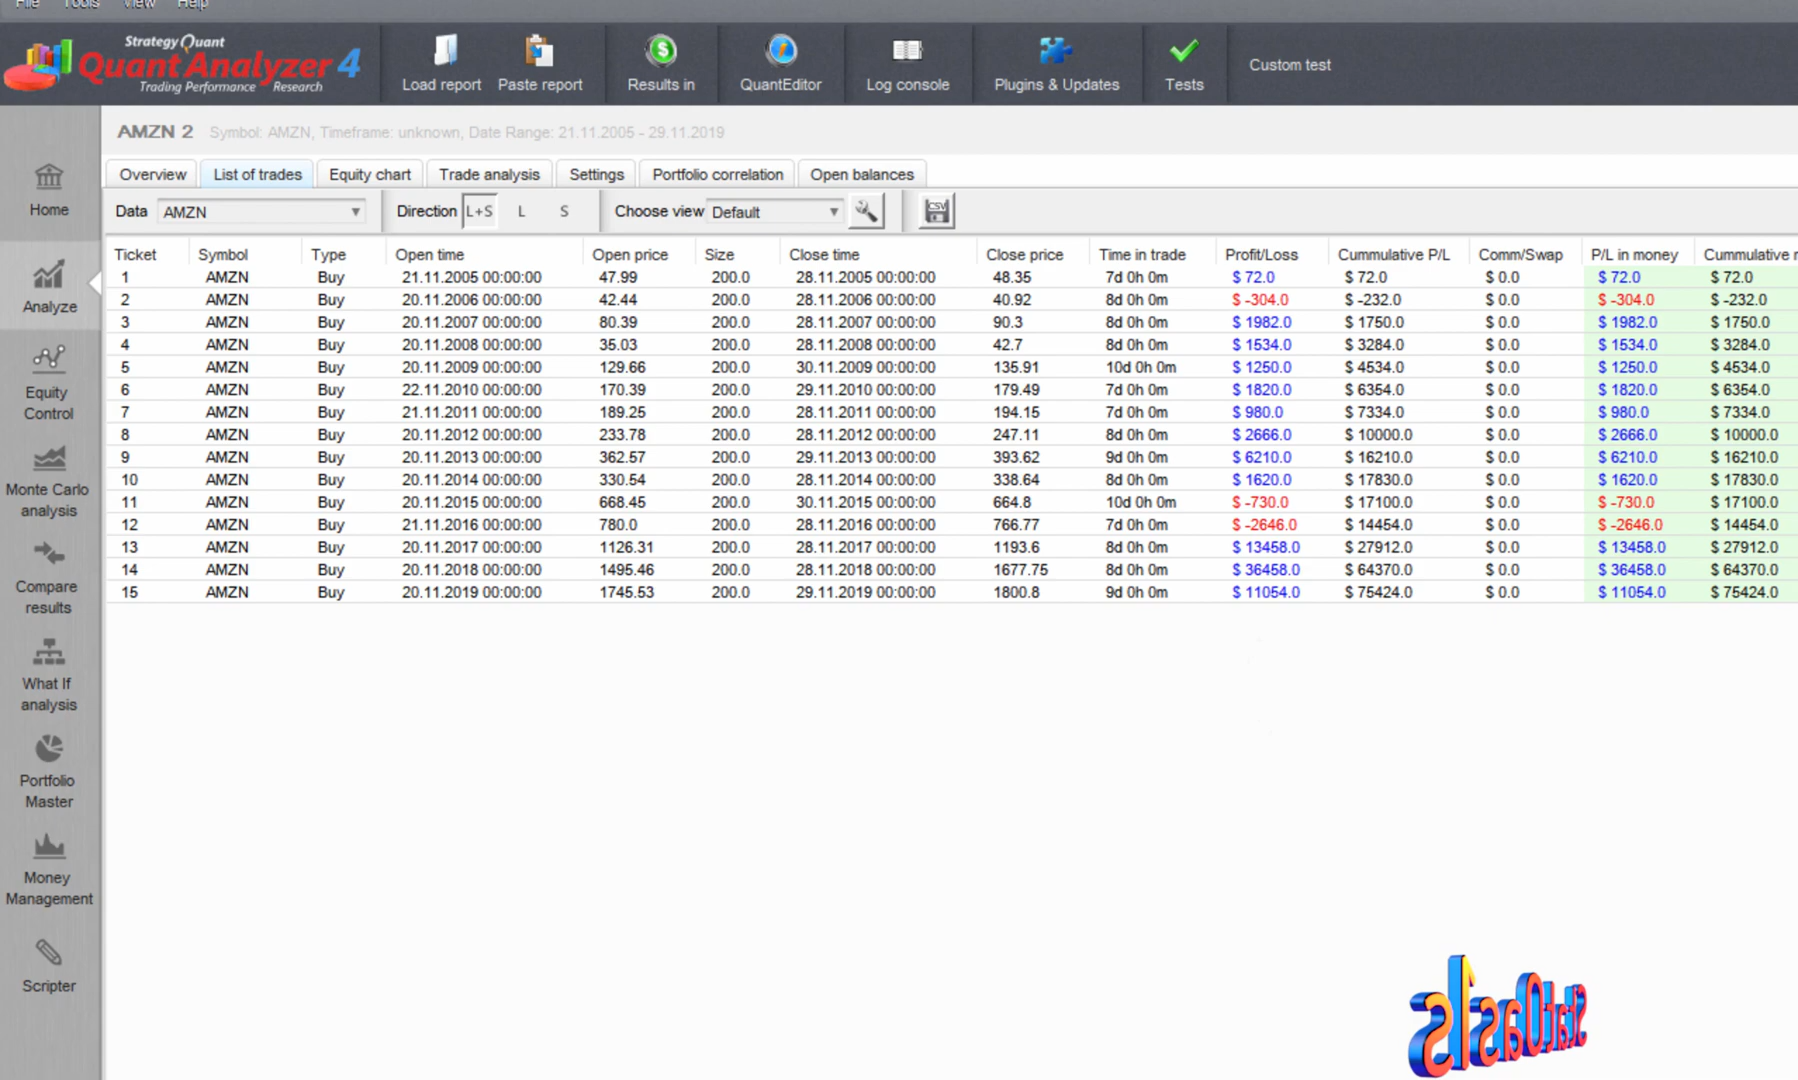 File Tools View Help
StrategyQuant
QuantAnalyzer 4
Trading Performance Research
Load report Paste report Results in QuantEditor Log console Plugins & Updates Tests Custom test
AMZN 2 Symbol: AMZN, Timeframe: unknown, Date Range: 21.11.2005 - 29.11.2019
Overview List of trades Equity chart Trade analysis Settings Portfolio correlation Open balances
Data AMZN Direction L+S L S Choose view Default CSV
Home
Analyze
Equity
Control
Monte Carlo
analysis
Compare
results
What If
analysis
Portfolio
Master
Money
Management
Scripter
Ticket Symbol Type Open time Open price Size Close time Close price Time in trade Profit/Loss Cummulative P/L Comm/Swap P/L in money Cummulative
1 AMZN Buy 21.11.2005 00:00:00 47.99 200.0 28.11.2005 00:00:00 48.35 7d 0h 0m $ 72.0 $ 72.0 $ 0.0 $ 72.0 $ 72.0
2 AMZN Buy 20.11.2006 00:00:00 42.44 200.0 28.11.2006 00:00:00 40.92 8d 0h 0m $ -304.0 $ -232.0 $ 0.0 $ -304.0 $ -232.0
3 AMZN Buy 20.11.2007 00:00:00 80.39 200.0 28.11.2007 00:00:00 90.3 8d 0h 0m $ 1982.0 $ 1750.0 $ 0.0 $ 1982.0 $ 1750.0
4 AMZN Buy 20.11.2008 00:00:00 35.03 200.0 28.11.2008 00:00:00 42.7 8d 0h 0m $ 1534.0 $ 3284.0 $ 0.0 $ 1534.0 $ 3284.0
5 AMZN Buy 20.11.2009 00:00:00 129.66 200.0 30.11.2009 00:00:00 135.91 10d 0h 0m $ 1250.0 $ 4534.0 $ 0.0 $ 1250.0 $ 4534.0
6 AMZN Buy 22.11.2010 00:00:00 170.39 200.0 29.11.2010 00:00:00 179.49 7d 0h 0m $ 1820.0 $ 6354.0 $ 0.0 $ 1820.0 $ 6354.0
7 AMZN Buy 21.11.2011 00:00:00 189.25 200.0 28.11.2011 00:00:00 194.15 7d 0h 0m $ 980.0 $ 7334.0 $ 0.0 $ 980.0 $ 7334.0
8 AMZN Buy 20.11.2012 00:00:00 233.78 200.0 28.11.2012 00:00:00 247.11 8d 0h 0m $ 2666.0 $ 10000.0 $ 0.0 $ 2666.0 $ 10000.0
9 AMZN Buy 20.11.2013 00:00:00 362.57 200.0 29.11.2013 00:00:00 393.62 9d 0h 0m $ 6210.0 $ 16210.0 $ 0.0 $ 6210.0 $ 16210.0
10 AMZN Buy 20.11.2014 00:00:00 330.54 200.0 28.11.2014 00:00:00 338.64 8d 0h 0m $ 1620.0 $ 17830.0 $ 0.0 $ 1620.0 $ 17830.0
11 AMZN Buy 20.11.2015 00:00:00 668.45 200.0 30.11.2015 00:00:00 664.8 10d 0h 0m $ -730.0 $ 17100.0 $ 0.0 $ -730.0 $ 17100.0
12 AMZN Buy 21.11.2016 00:00:00 780.0 200.0 28.11.2016 00:00:00 766.77 7d 0h 0m $ -2646.0 $ 14454.0 $ 0.0 $ -2646.0 $ 14454.0
13 AMZN Buy 20.11.2017 00:00:00 1126.31 200.0 28.11.2017 00:00:00 1193.6 8d 0h 0m $ 13458.0 $ 27912.0 $ 0.0 $ 13458.0 $ 27912.0
14 AMZN Buy 20.11.2018 00:00:00 1495.46 200.0 28.11.2018 00:00:00 1677.75 8d 0h 0m $ 36458.0 $ 64370.0 $ 0.0 $ 36458.0 $ 64370.0
15 AMZN Buy 20.11.2019 00:00:00 1745.53 200.0 29.11.2019 00:00:00 1800.8 9d 0h 0m $ 11054.0 $ 75424.0 $ 0.0 $ 11054.0 $ 75424.0
StatOasis